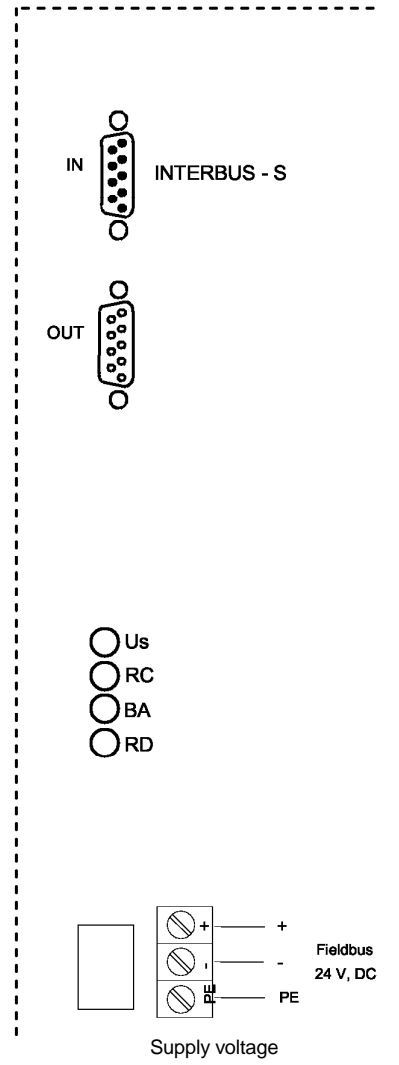 IN
INTERBUS - S
OUT
Us
RC
BA
RD
+ +
- -
PE PE
Fieldbus
24 V, DC
Supply voltage